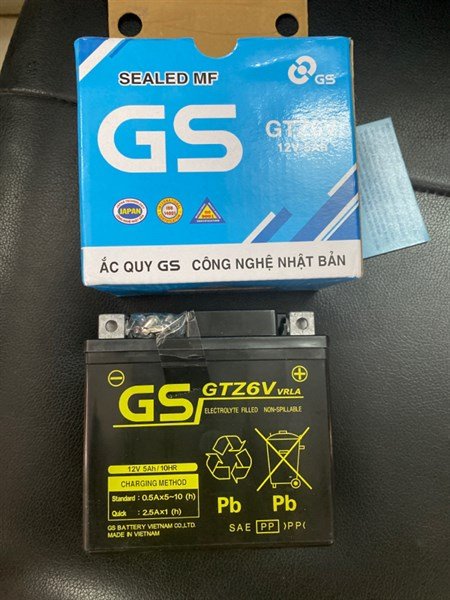 SEALED MF
GS
GS
12V 5Ah
JAPAN
ẮC QUY GS CÔNG NGHỆ NHẬT BẢN
GS
GTZ6V VRLA
ELECTROLYTE FILLED NON-SPILLABLE
12V 5Ah/10HR
CHARGING METHOD
Standard : 0.5A×5~10 (h)
Quick : 2.5A×1 (h)
GS BATTERY VIETNAM CO.,LTD.
MADE IN VIETNAM
Pb Pb
SAE PP